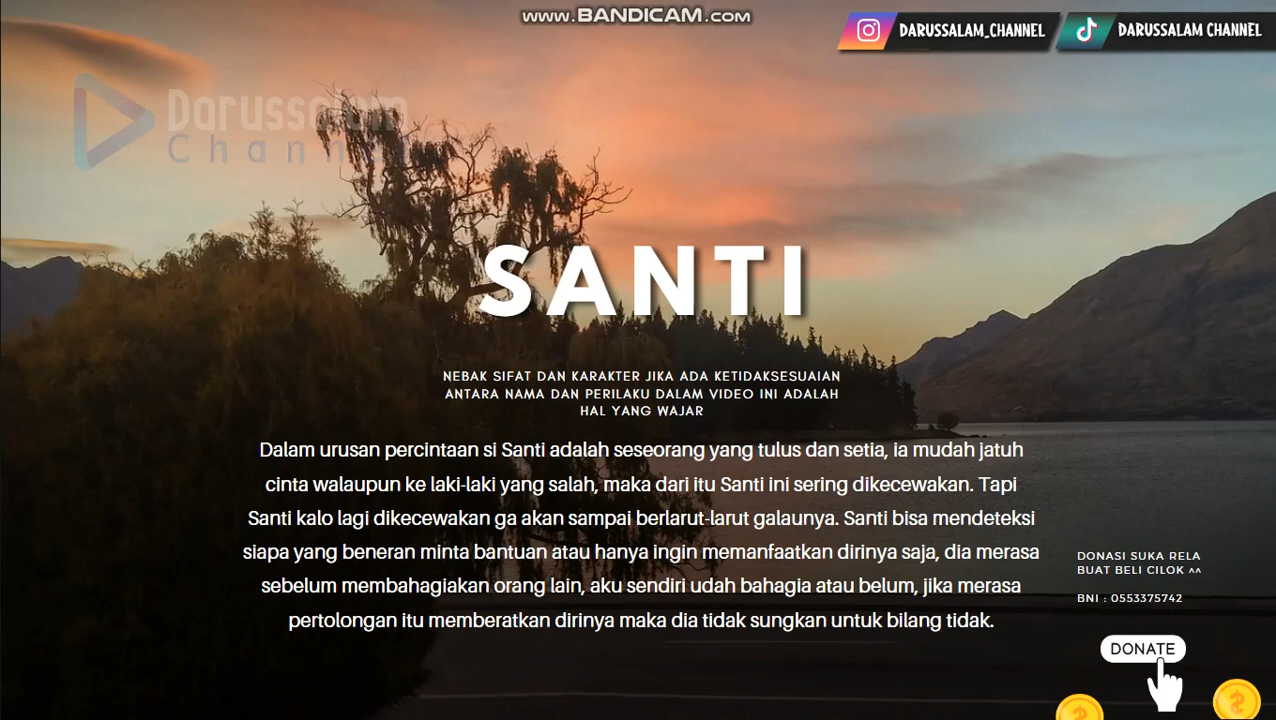 www.BANDICAM.com
DARUSSALAM_CHANNEL
DARUSSALAM CHANNEL
Darussalam
Channel
SANTI
NEBAK SIFAT DAN KARAKTER JIKA ADA KETIDAKSESUAIAN
ANTARA NAMA DAN PERILAKU DALAM VIDEO INI ADALAH
HAL YANG WAJAR
Dalam urusan percintaan si Santi adalah seseorang yang tulus dan setia, ia mudah jatuh
cinta walaupun ke laki-laki yang salah, maka dari itu Santi ini sering dikecewakan. Tapi
Santi kalo lagi dikecewakan ga akan sampai berlarut-larut galaunya. Santi bisa mendeteksi
siapa yang beneran minta bantuan atau hanya ingin memanfaatkan dirinya saja, dia merasa
sebelum membahagiakan orang lain, aku sendiri udah bahagia atau belum, jika merasa
pertolongan itu memberatkan dirinya maka dia tidak sungkan untuk bilang tidak.
DONASI SUKA RELA
BUAT BELI CILOK ^^
BNI : 0553375742
DONATE